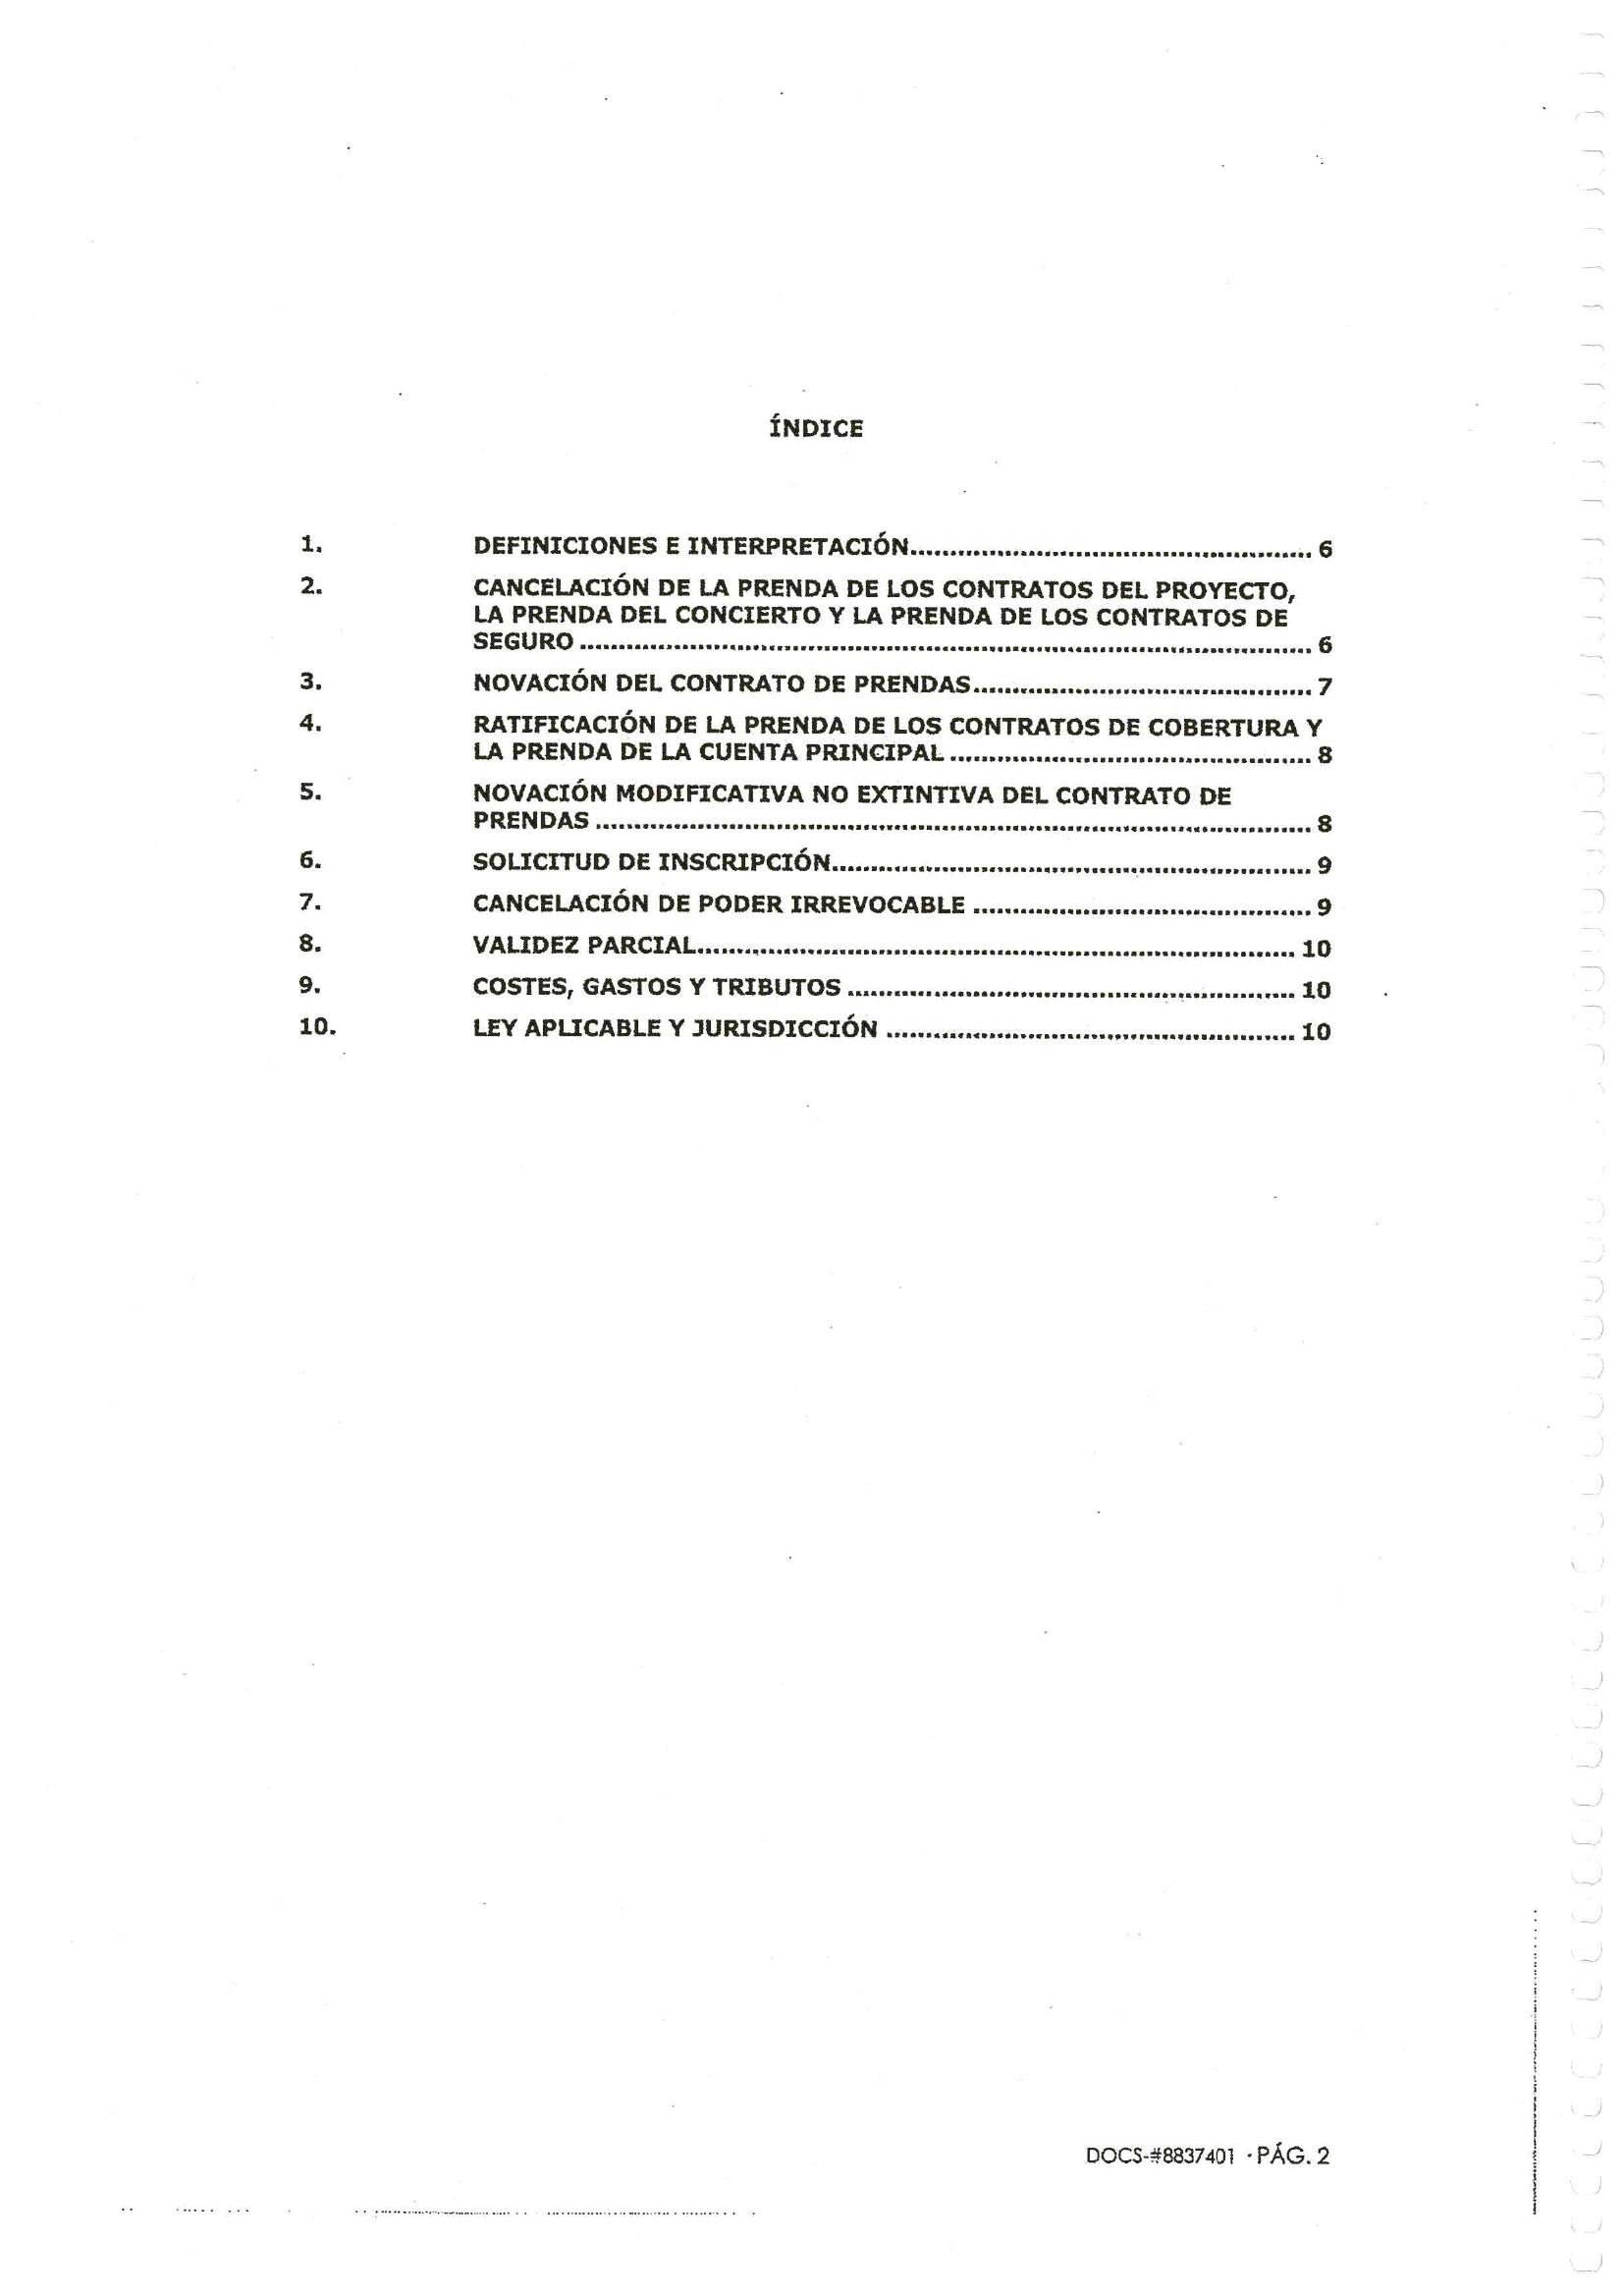 ÍNDICE
1. DEFINICIONES E INTERPRETACIÓN.................................................. 6
2. CANCELACIÓN DE LA PRENDA DE LOS CONTRATOS DEL PROYECTO,
LA PRENDA DEL CONCIERTO Y LA PRENDA DE LOS CONTRATOS DE
SEGURO ............................................................................................ 6
3. NOVACIÓN DEL CONTRATO DE PRENDAS.......................................... 7
4. RATIFICACIÓN DE LA PRENDA DE LOS CONTRATOS DE COBERTURA Y
LA PRENDA DE LA CUENTA PRINCIPAL ............................................. 8
5. NOVACIÓN MODIFICATIVA NO EXTINTIVA DEL CONTRATO DE
PRENDAS .......................................................................................... 8
6. SOLICITUD DE INSCRIPCIÓN............................................................ 9
7. CANCELACIÓN DE PODER IRREVOCABLE .......................................... 9
8. VALIDEZ PARCIAL........................................................................... 10
9. COSTES, GASTOS Y TRIBUTOS ........................................................ 10
10. LEY APLICABLE Y JURISDICCIÓN ................................................... 10
DOCS-#8837401 · PÁG. 2